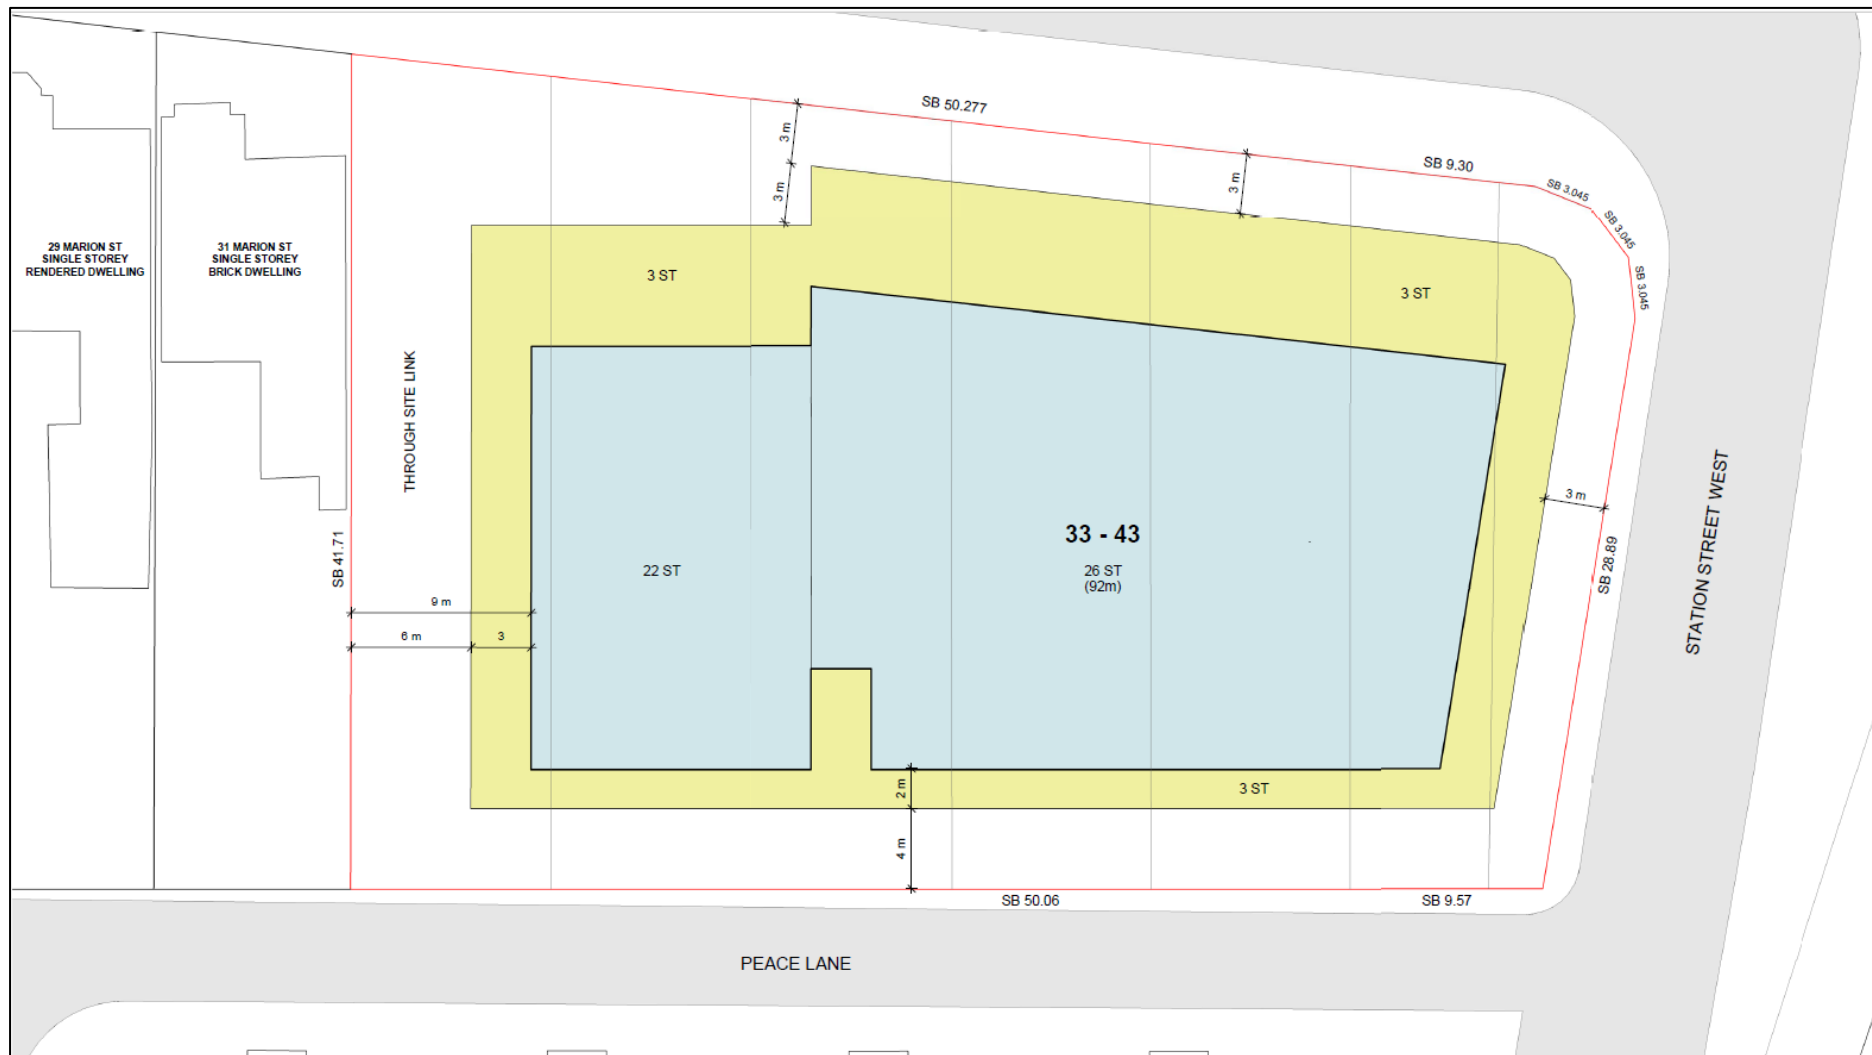 SB 50.277
3 m
SB 9.30
3 m
3 m
SB 3.045
SB 3.045
SB 3.045
29 MARION ST
SINGLE STOREY
RENDERED DWELLING
31 MARION ST
SINGLE STOREY
BRICK DWELLING
3 ST
3 ST
THROUGH SITE LINK
3 m
STATION STREET WEST
33 - 43
26 ST
(92m)
22 ST
SB 41.71
SB 28.89
9 m
6 m
3
2 m
3 ST
4 m
SB 50.06
SB 9.57
PEACE LANE